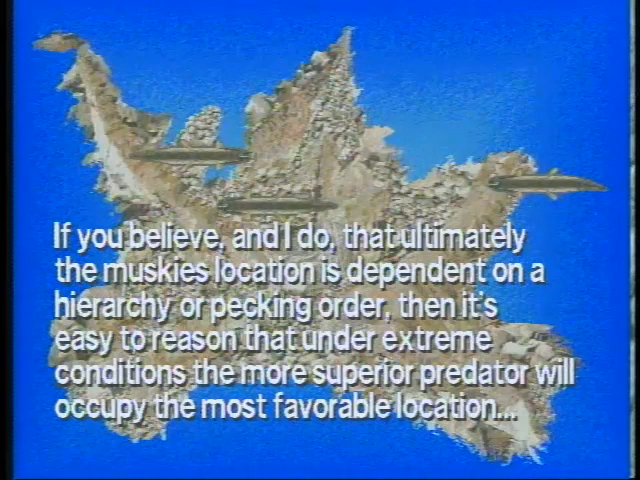 If you believe, and I do, that ultimately
the muskies location is dependent on a
hierarchy or pecking order, then it's
easy to reason that under extreme
conditions the more superior predator will
occupy the most favorable location...